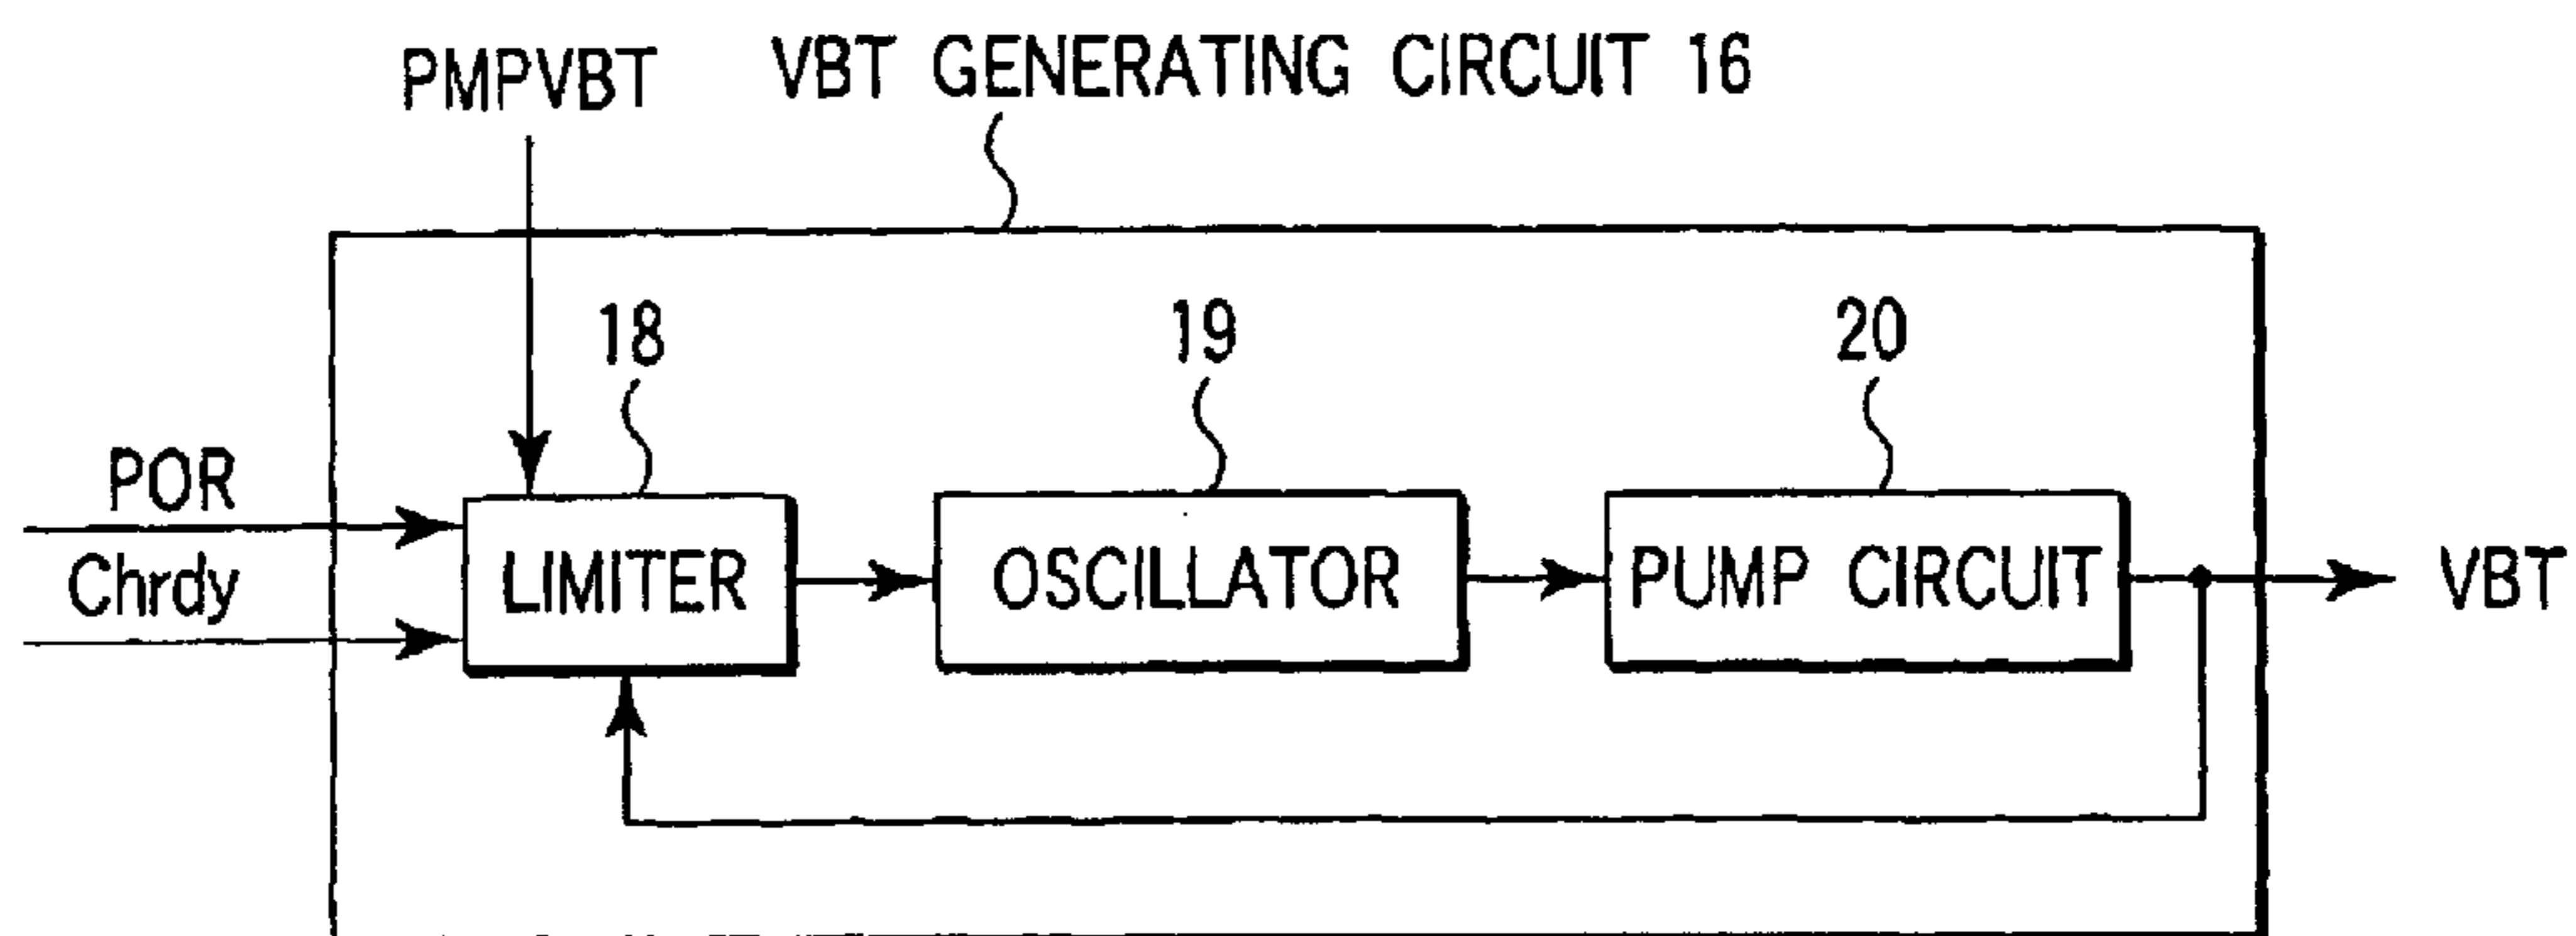 PMPVBT
VBT GENERATING CIRCUIT 16
18
19
20
POR
Chrdy
LIMITER
OSCILLATOR
PUMP CIRCUIT
VBT